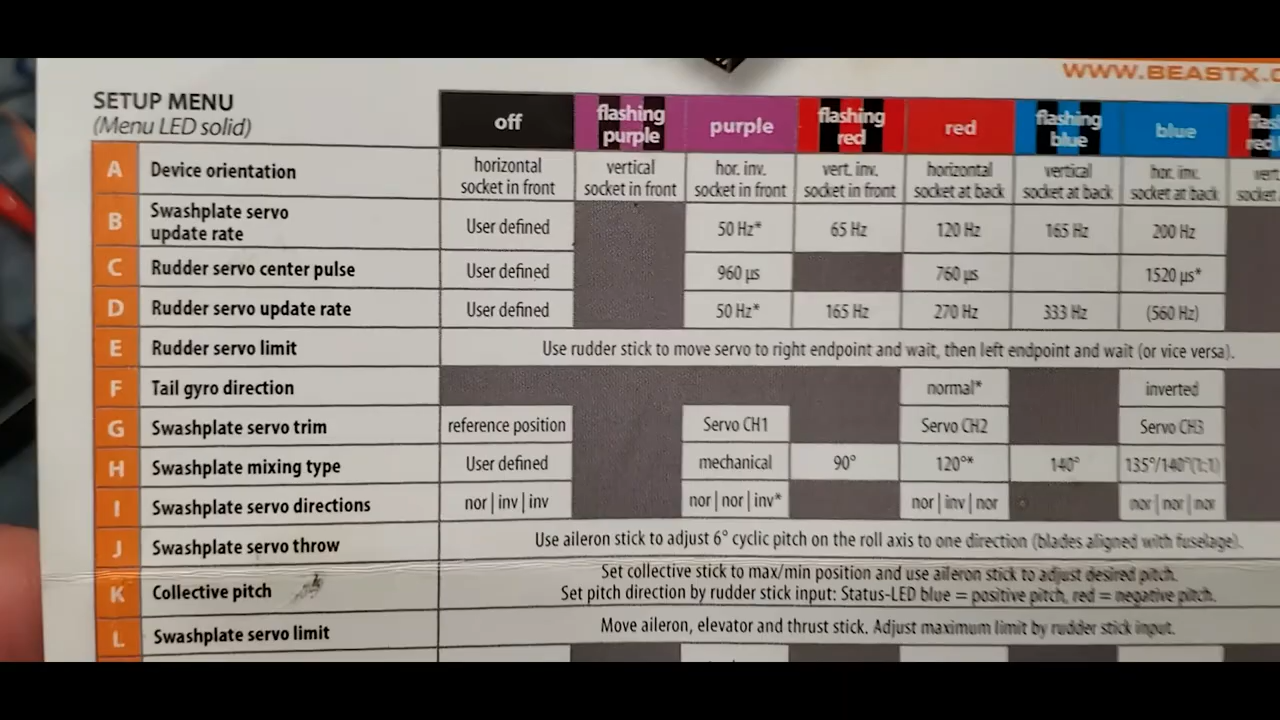 WWW.BEASTX.
SETUP MENU
(Menu LED solid)
off
flashing
purple
purple
flashing
red
red
flashing
blue
blue
A Device orientation
horizontal
socket in front
vertical
socket in front
hor. inv.
socket in front
vert. inv.
socket in front
horizontal
socket at back
vertical
socket at back
hor. inv.
socket at back
B Swashplate servo
update rate
User defined
50 Hz*
65 Hz
120 Hz
165 Hz
200 Hz
C Rudder servo center pulse
User defined
960 µs
760 µs
1520 µs*
D Rudder servo update rate
User defined
50 Hz*
165 Hz
270 Hz
333 Hz
(560 Hz)
E Rudder servo limit
Use rudder stick to move servo to right endpoint and wait, then left endpoint and wait (or vice versa).
F Tail gyro direction
normal*
inverted
G Swashplate servo trim
reference position
Servo CH1
Servo CH2
Servo CH3
H Swashplate mixing type
User defined
mechanical
90°
120°*
140°
135°/140°(1:1)
I Swashplate servo directions
nor | inv | inv
nor | nor | inv*
nor | inv | nor
nor | nor | nor
J Swashplate servo throw
Use aileron stick to adjust 6° cyclic pitch on the roll axis to one direction (blades aligned with fuselage).
K Collective pitch
Set collective stick to max/min position and use aileron stick to adjust desired pitch.
Set pitch direction by rudder stick input: Status-LED blue = positive pitch, red = negative pitch.
L Swashplate servo limit
Move aileron, elevator and thrust stick. Adjust maximum limit by rudder stick input.